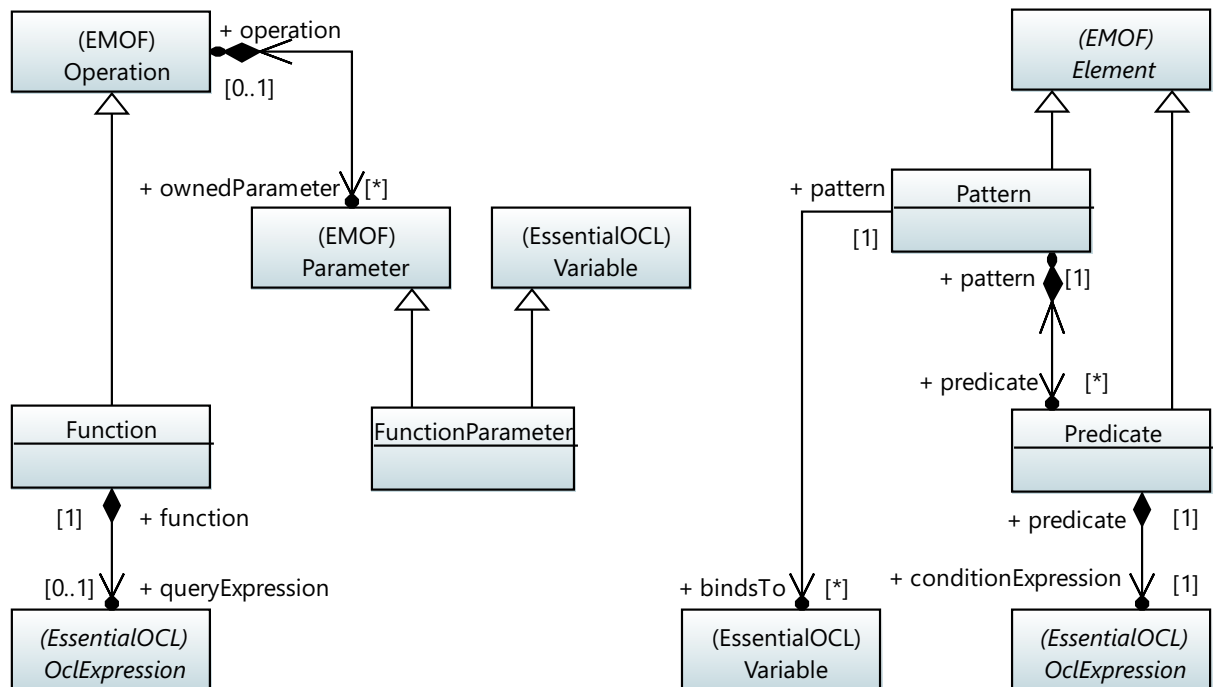 (EMOF)
Operation
+ operation
[0..1]
+ ownedParameter
[*]
(EMOF)
Parameter
(EssentialOCL)
Variable
Function
FunctionParameter
[1]
+ function
[0..1]
+ queryExpression
(EssentialOCL)
OclExpression
(EMOF)
Element
+ pattern
[1]
Pattern
+ pattern
[1]
+ predicate
[*]
Predicate
+ predicate
[1]
+ bindsTo
[*]
+ conditionExpression
[1]
(EssentialOCL)
Variable
(EssentialOCL)
OclExpression